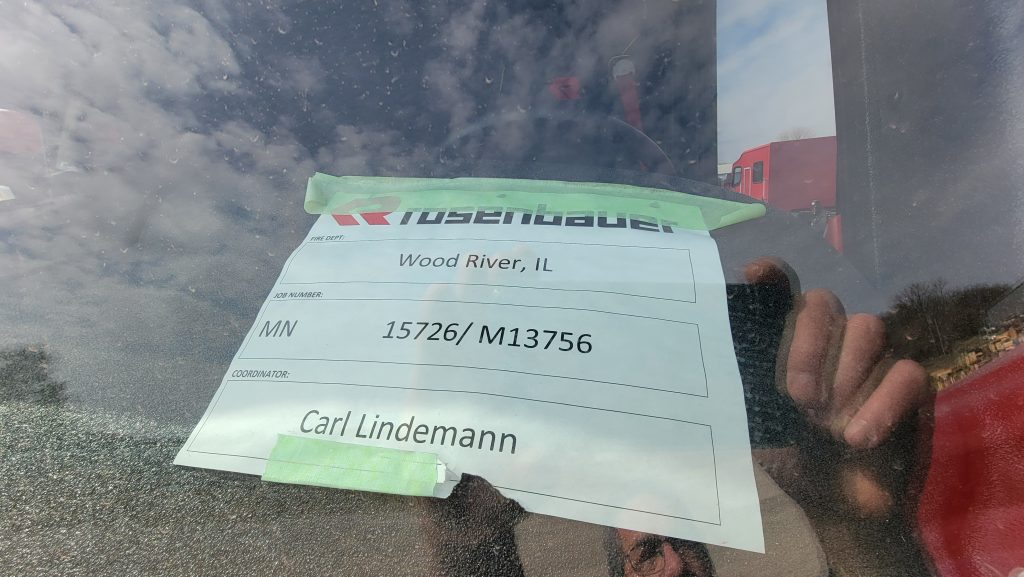 rosenbauer
FIRE DEPT:
Wood River, IL
JOB NUMBER:
MN 15726/ M13756
COORDINATOR:
Carl Lindemann